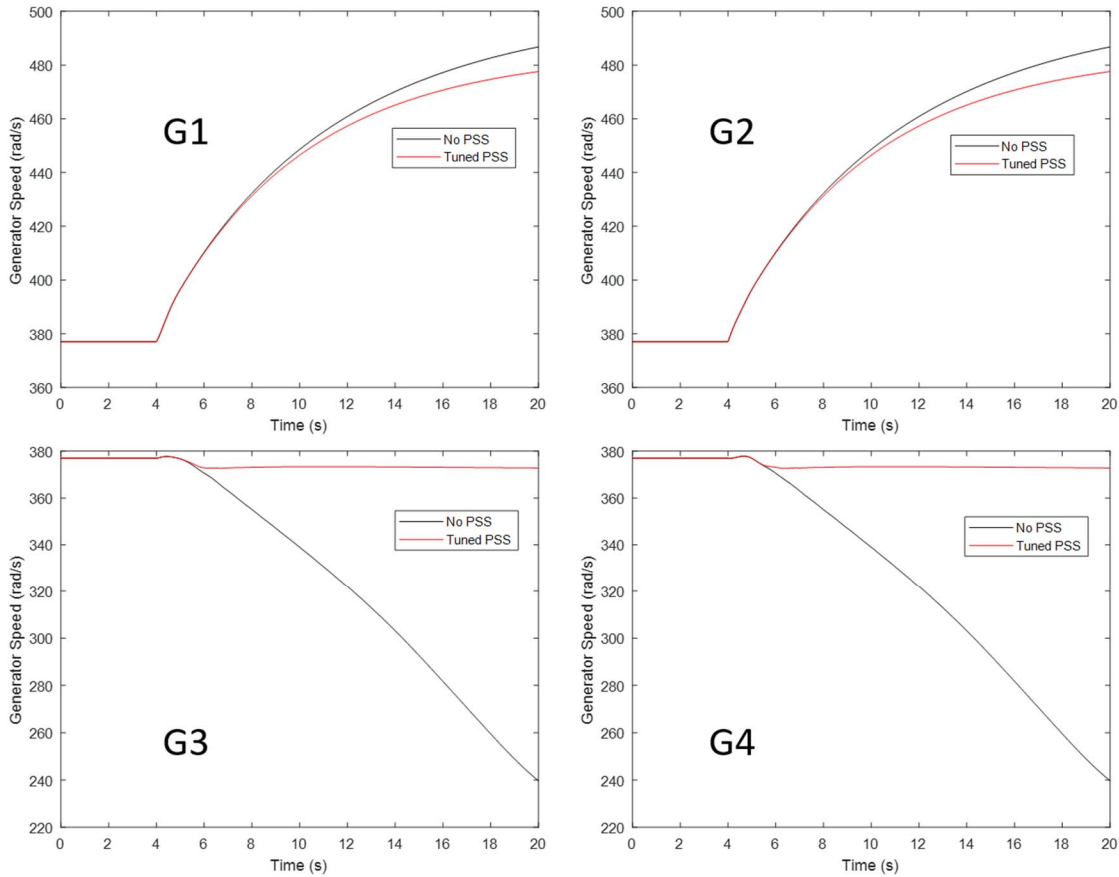 500
480
460
440
420
400
380
360
Generator Speed (rad/s)
G1
No PSS
Tuned PSS
0 2 4 6 8 10 12 14 16 18 20
Time (s)
500
480
460
440
420
400
380
360
Generator Speed (rad/s)
G2
No PSS
Tuned PSS
0 2 4 6 8 10 12 14 16 18 20
Time (s)
380
360
340
320
300
280
260
240
220
Generator Speed (rad/s)
G3
No PSS
Tuned PSS
0 2 4 6 8 10 12 14 16 18 20
Time (s)
380
360
340
320
300
280
260
240
220
Generator Speed (rad/s)
G4
No PSS
Tuned PSS
0 2 4 6 8 10 12 14 16 18 20
Time (s)